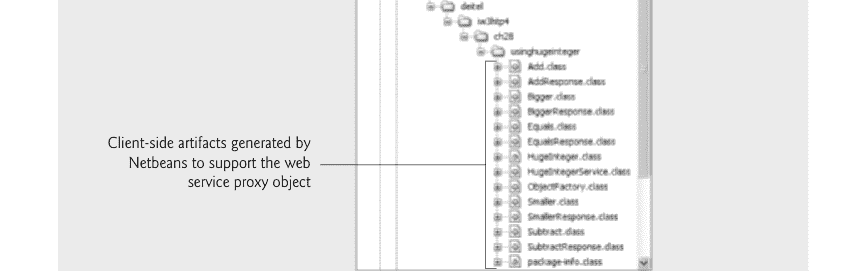 deitel
iw3htp4
ch28
usinghugeinteger
Add.class
AddResponse.class
Bigger.class
BiggerResponse.class
Equals.class
EqualsResponse.class
HugeInteger.class
HugeIntegerService.class
ObjectFactory.class
Smaller.class
SmallerResponse.class
Subtract.class
SubtractResponse.class
package-info.class
Client-side artifacts generated by
Netbeans to support the web
service proxy object